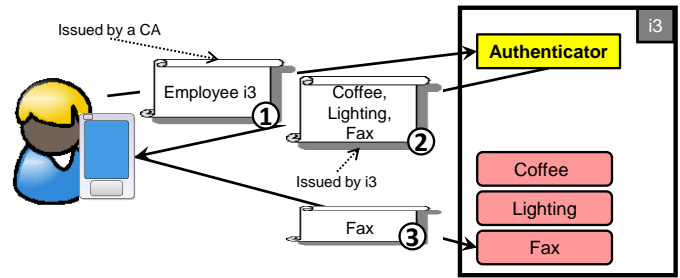 Issued by a CA
i3
Authenticator
Employee i3
1
Coffee,
Lighting,
Fax
2
Issued by i3
Coffee
Lighting
Fax
3
Fax